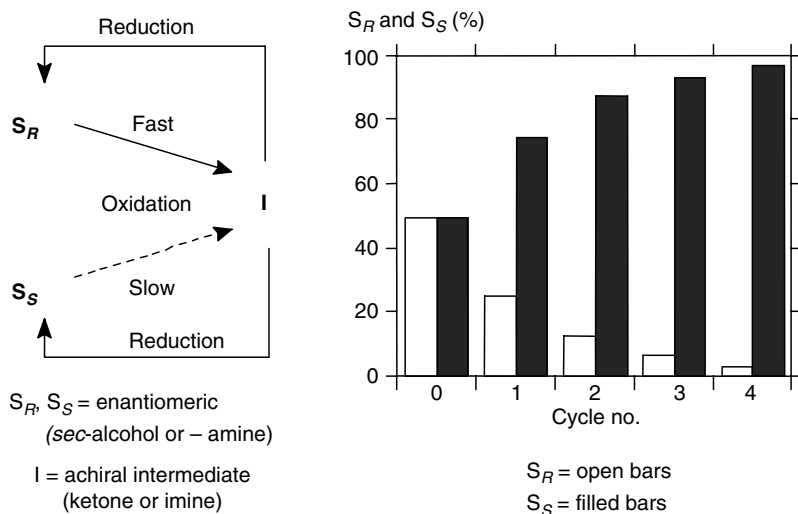 Reduction
S_R
Fast
Oxidation
I
S_S
Slow
Reduction
S_R, S_S = enantiomeric
(sec-alcohol or – amine)
I = achiral intermediate
(ketone or imine)
S_R and S_S (%)
100
80
60
40
20
0
0 1 2 3 4
Cycle no.
S_R = open bars
S_S = filled bars